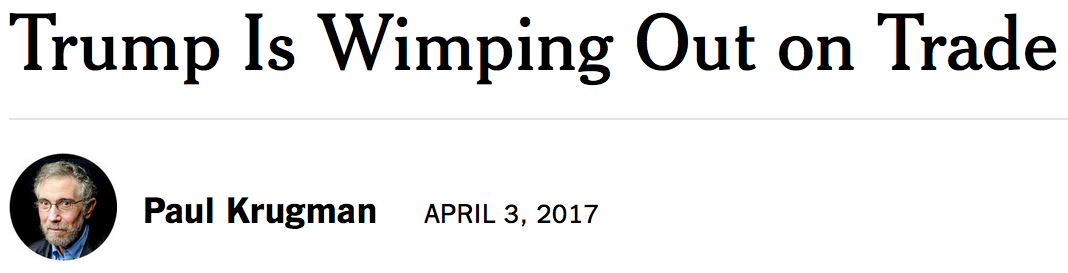 Trump Is Wimping Out on Trade
Paul Krugman APRIL 3, 2017